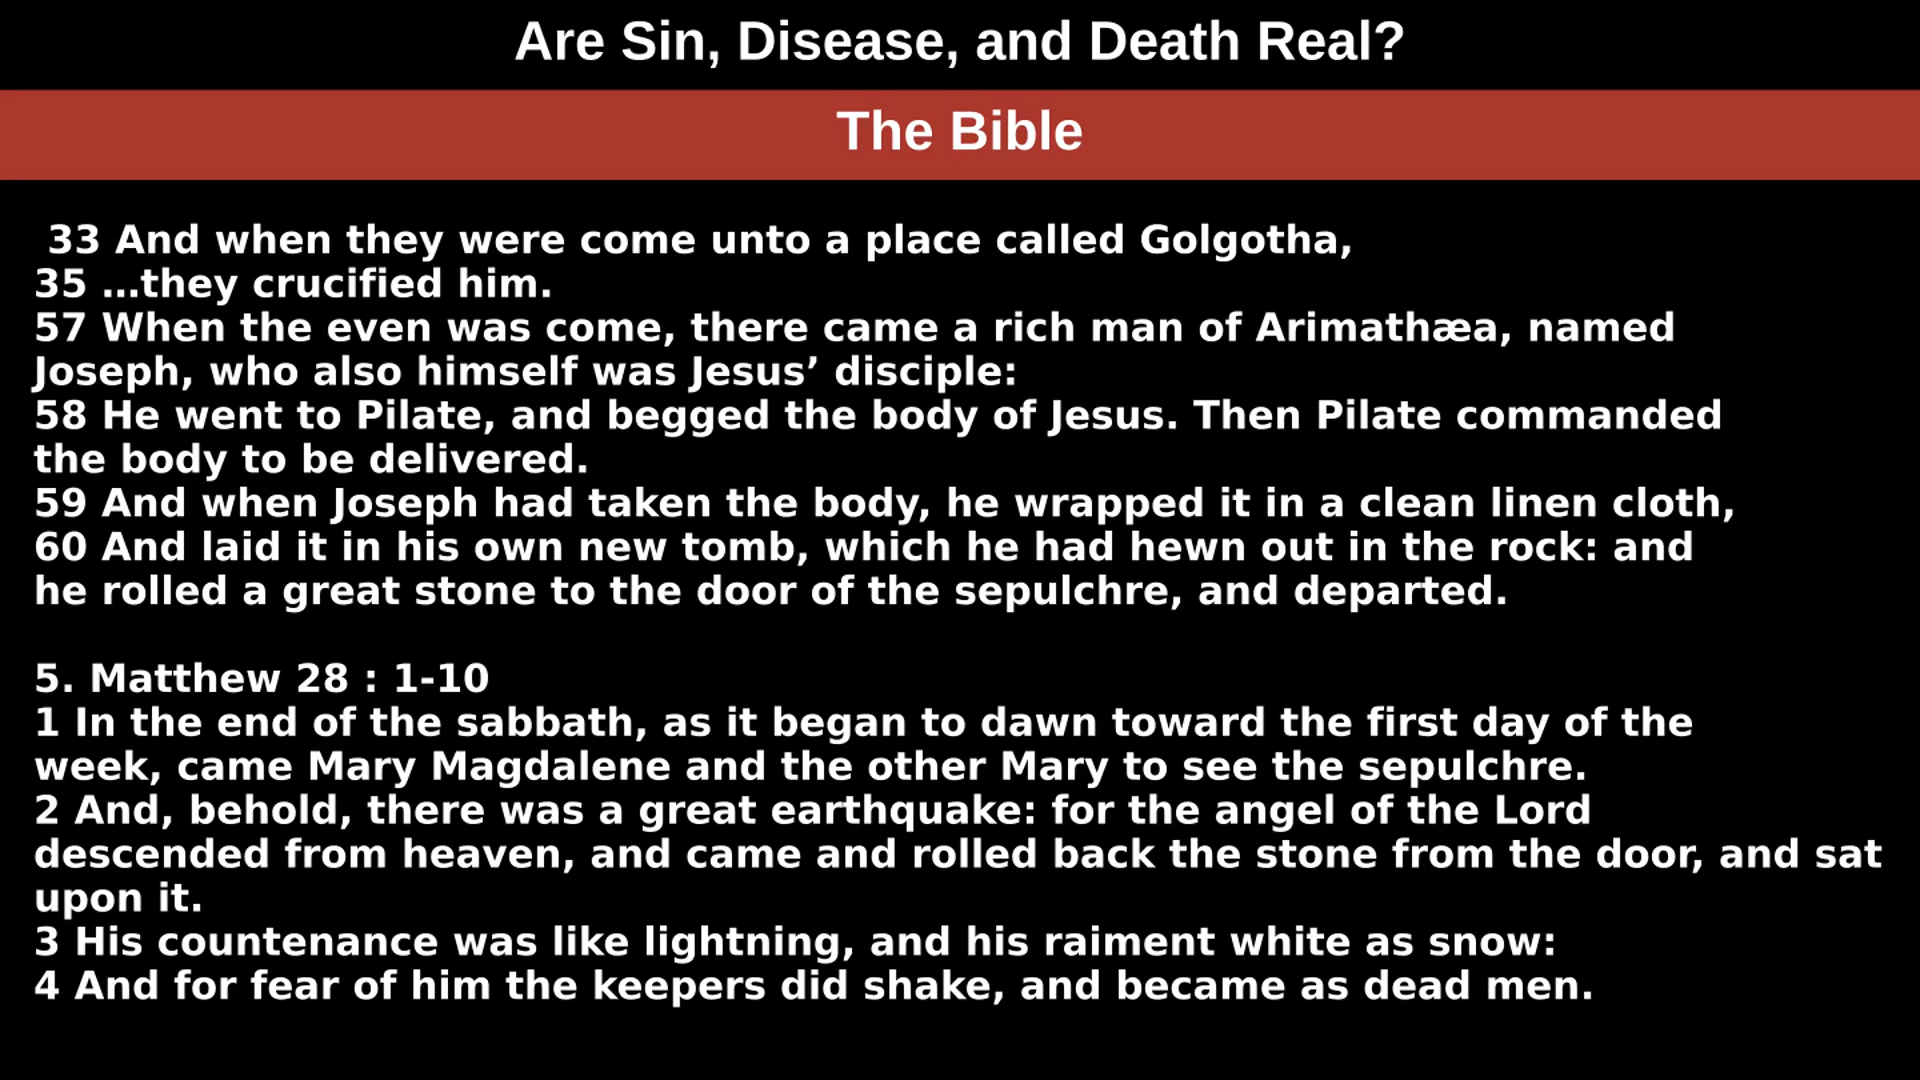 Are Sin, Disease, and Death Real?
The Bible
33 And when they were come unto a place called Golgotha,
35 …they crucified him.
57 When the even was come, there came a rich man of Arimathæa, named
Joseph, who also himself was Jesus’ disciple:
58 He went to Pilate, and begged the body of Jesus. Then Pilate commanded
the body to be delivered.
59 And when Joseph had taken the body, he wrapped it in a clean linen cloth,
60 And laid it in his own new tomb, which he had hewn out in the rock: and
he rolled a great stone to the door of the sepulchre, and departed.
5. Matthew 28 : 1-10
1 In the end of the sabbath, as it began to dawn toward the first day of the
week, came Mary Magdalene and the other Mary to see the sepulchre.
2 And, behold, there was a great earthquake: for the angel of the Lord
descended from heaven, and came and rolled back the stone from the door, and sat
upon it.
3 His countenance was like lightning, and his raiment white as snow:
4 And for fear of him the keepers did shake, and became as dead men.